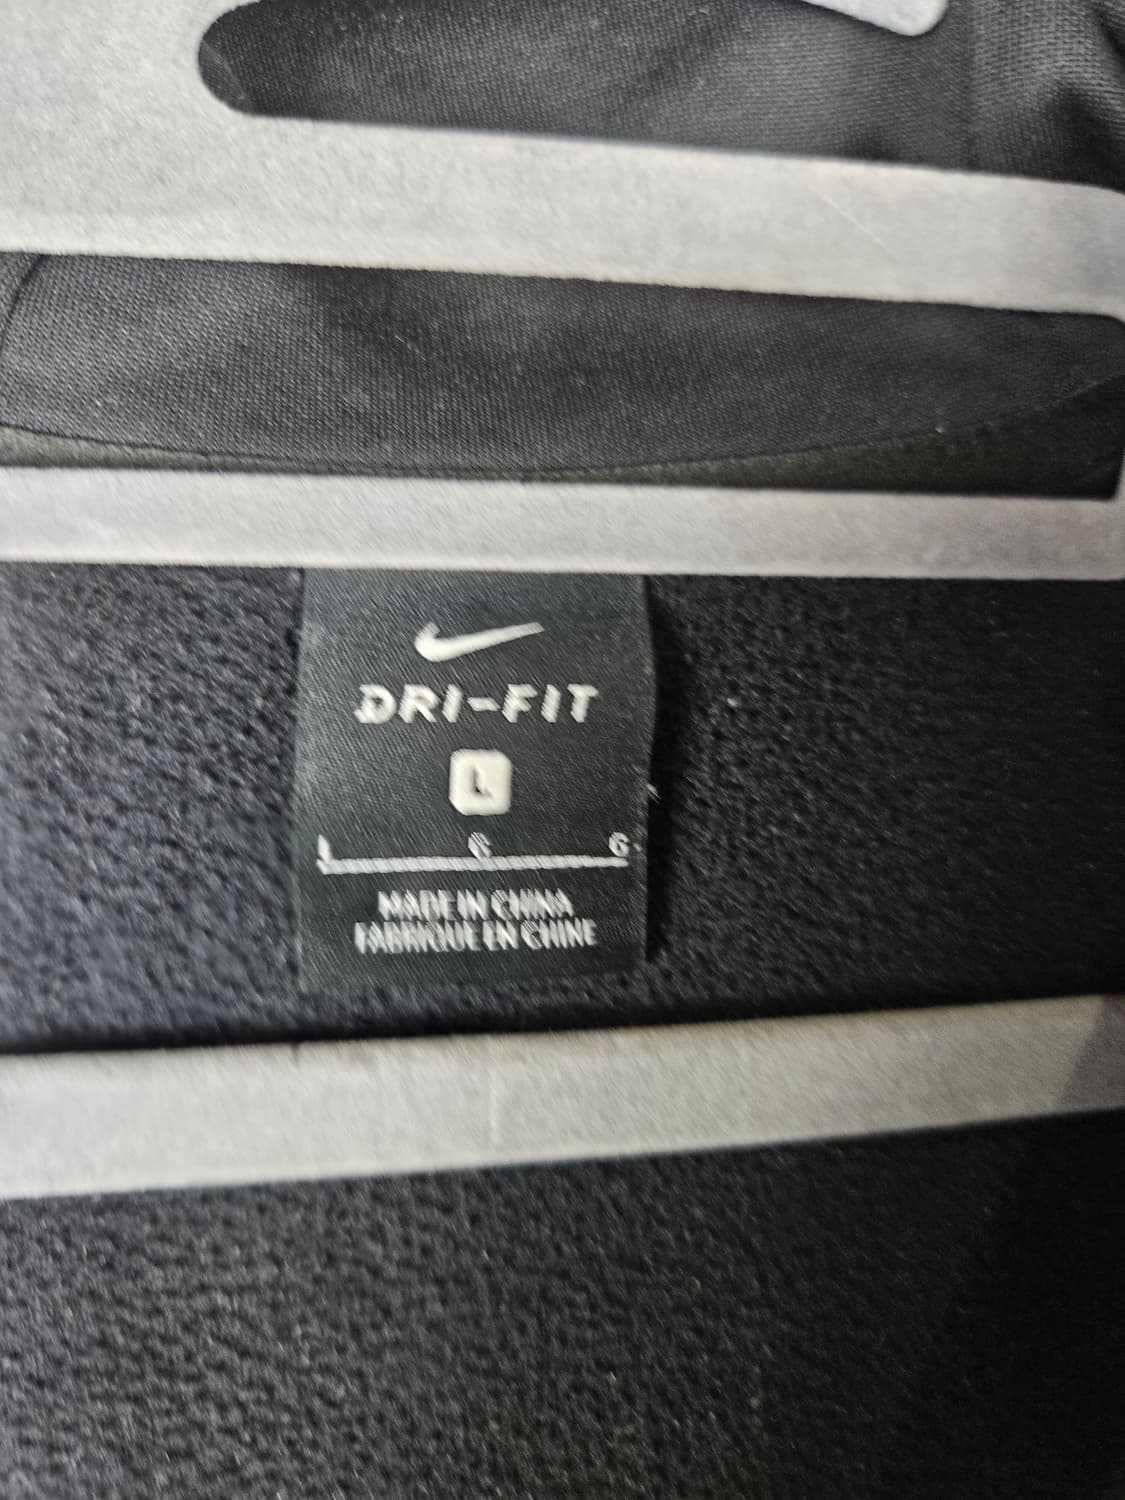 DRI-FIT
L
L G G
MADE IN CHINA
FABRIQUE EN CHINE